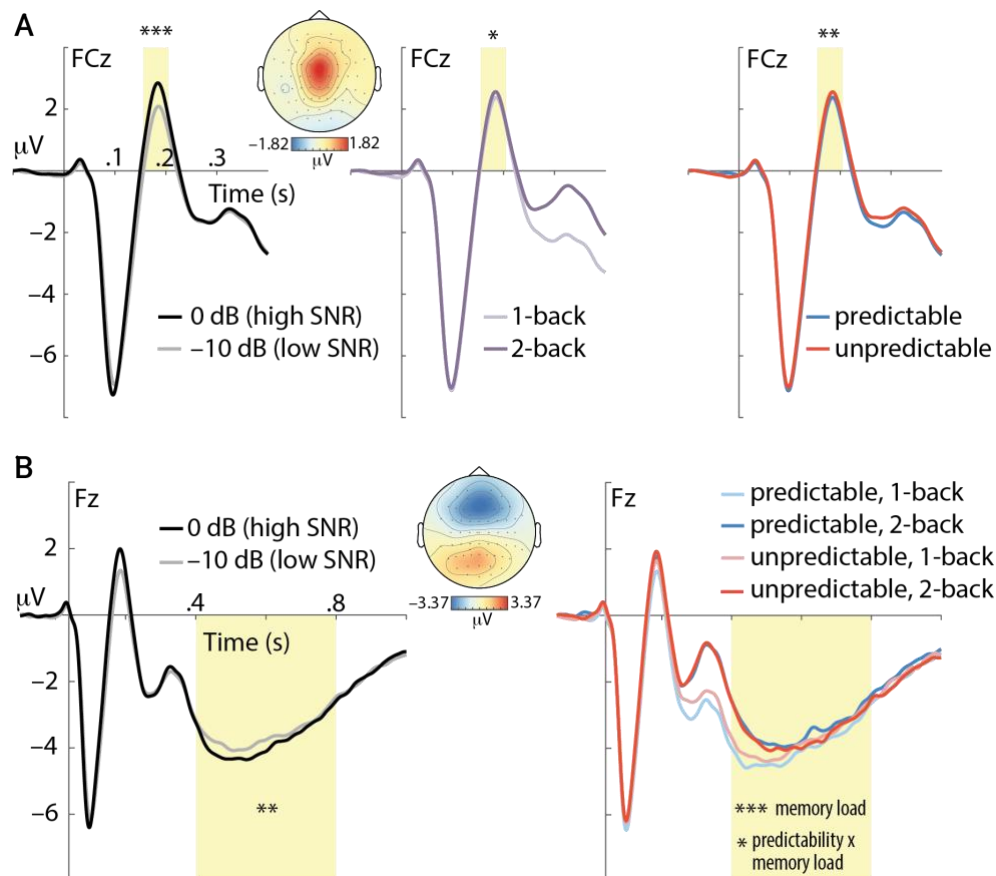 A
***
*
**
FCz
FCz
FCz
2
μV
.1
.2
.3
Time (s)
−1.82
1.82
μV
−2
−4
−6
0 dB (high SNR)
−10 dB (low SNR)
1-back
2-back
predictable
unpredictable
B
Fz
0 dB (high SNR)
−10 dB (low SNR)
2
μV
.4
.8
Time (s)
−2
−4
−6
**
−3.37
3.37
μV
Fz
predictable, 1-back
predictable, 2-back
unpredictable, 1-back
unpredictable, 2-back
*** memory load
* predictability x
memory load